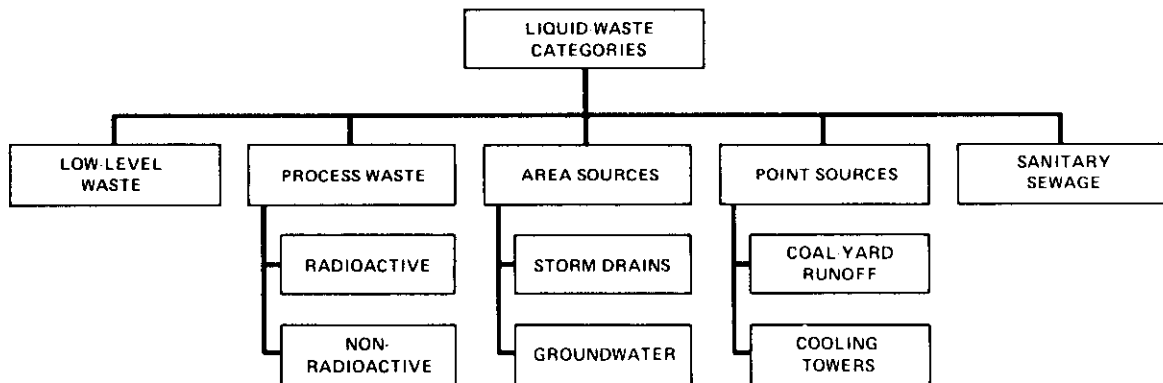 LIQUID-WASTE
CATEGORIES
LOW-LEVEL
WASTE
PROCESS WASTE
AREA SOURCES
POINT SOURCES
SANITARY
SEWAGE
RADIOACTIVE
STORM DRAINS
COAL-YARD
RUNOFF
NON-
RADIOACTIVE
GROUNDWATER
COOLING
TOWERS